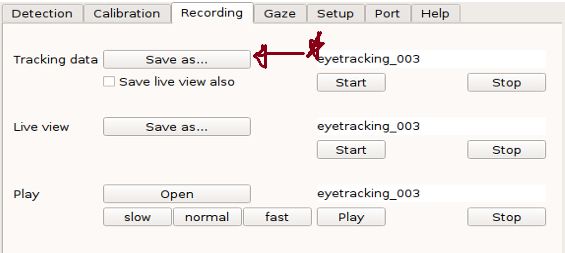 Detection Calibration Recording Gaze Setup Port Help
Tracking data Save as... eyetracking_003
Save live view also Start Stop
Live view Save as... eyetracking_003
Start Stop
Play Open eyetracking_003
slow normal fast Play Stop